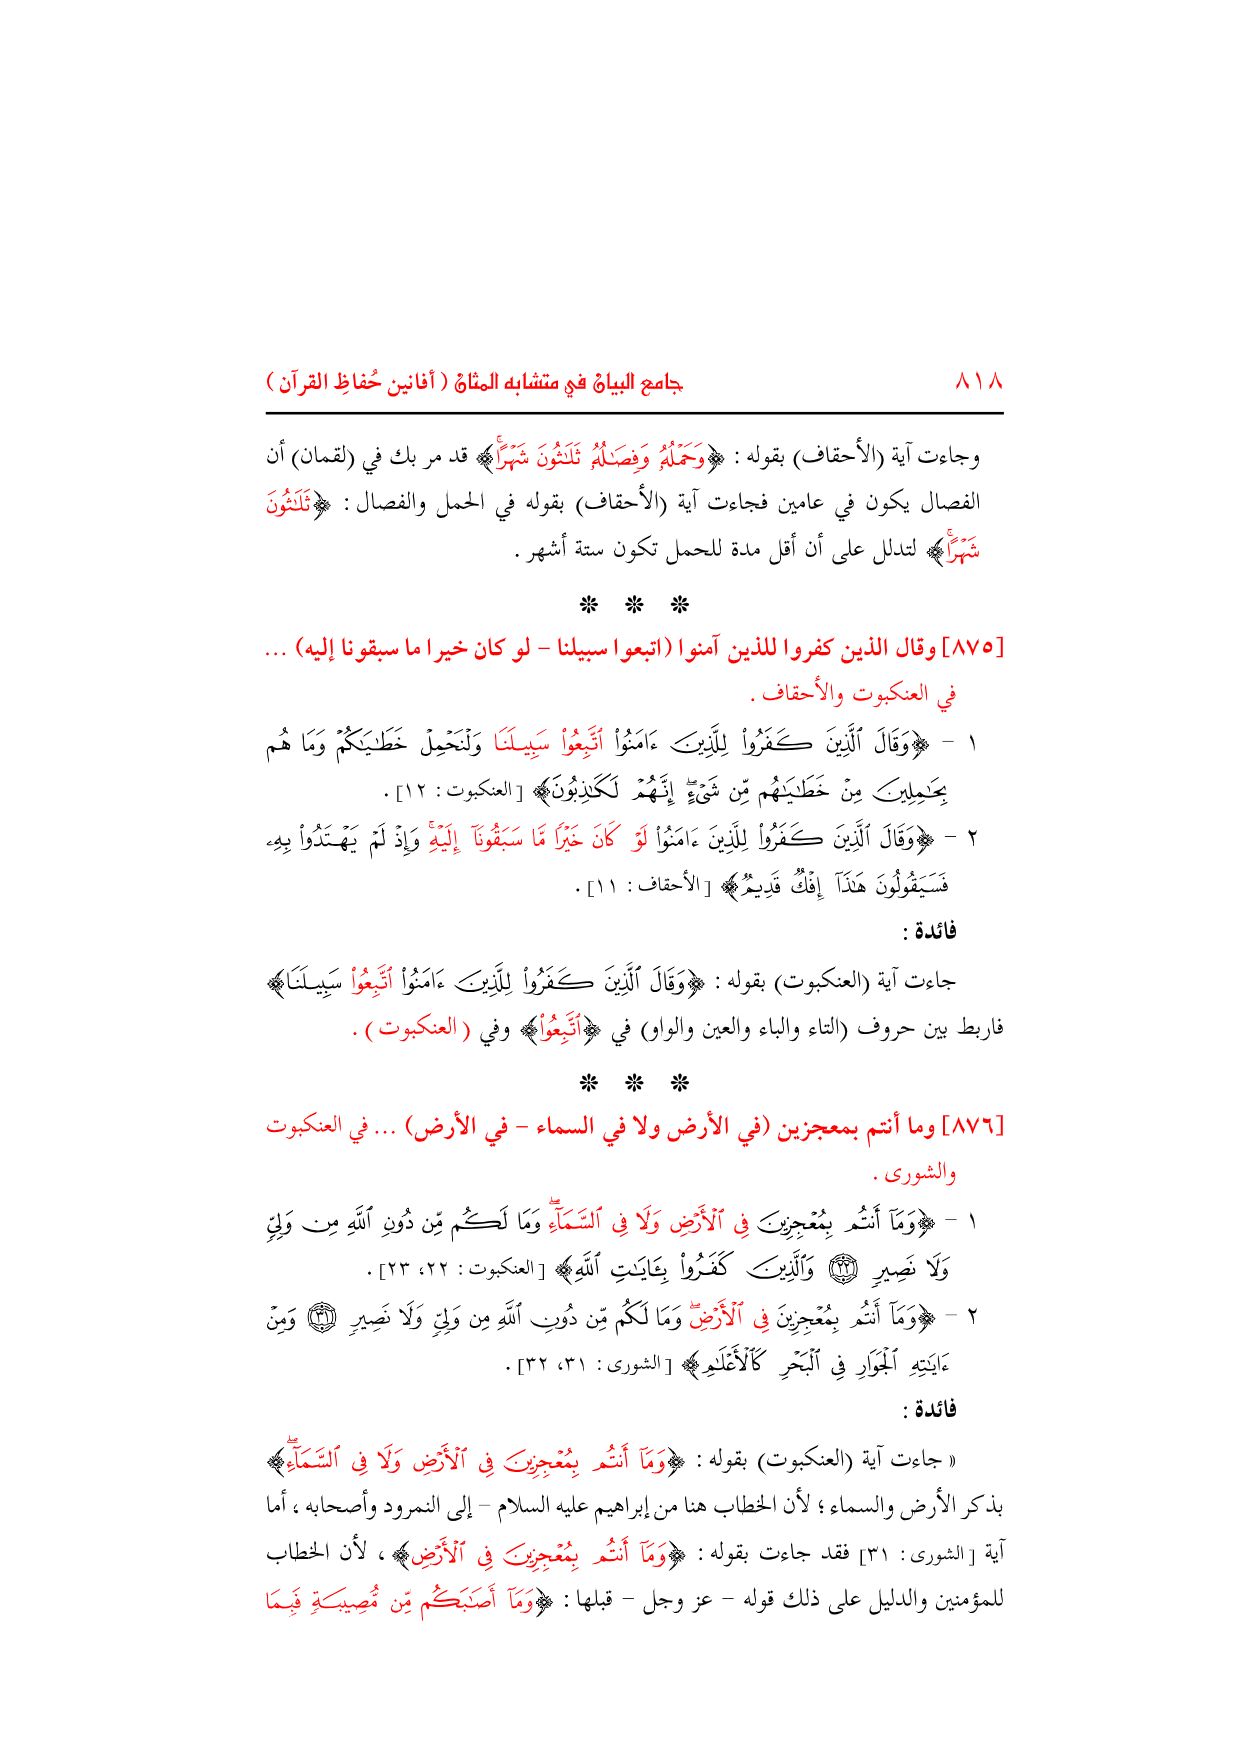 ٨١٨
جامع البيان في متشابه المثان ( أفانين حُفاظِ القرآن )
وجاءت آية (الأحقاف) بقوله : ﴿وَحَمْلُهُۥ وَفِصَـٰلُهُۥ ثَلَـٰثُونَ شَهْرًاۚ﴾ قد مر بك في (لقمان) أن
الفصال يكون في عامين فجاءت آية (الأحقاف) بقوله في الحمل والفصال : ﴿ثَلَـٰثُونَ
شَهْرًاۚ﴾ لتدلل على أن أقل مدة للحمل تكون ستة أشهر .
❊ ❊ ❊
[٨٧٥] وقال الذين كفروا للذين آمنوا (اتبعوا سبيلنا – لو كان خيرا ما سبقونا إليه) ...
في العنكبوت والأحقاف .
١ – ﴿وَقَالَ ٱلَّذِينَ كَفَرُوا۟ لِلَّذِينَ ءَامَنُوا۟ ٱتَّبِعُوا۟ سَبِيلَنَا وَلْنَحْمِلْ خَطَـٰيَـٰكُمْ وَمَا هُم
بِحَـٰمِلِينَ مِنْ خَطَـٰيَـٰهُم مِّن شَىْءٍۖ إِنَّهُمْ لَكَـٰذِبُونَ﴾ [العنكبوت : ١٢] .
٢ – ﴿وَقَالَ ٱلَّذِينَ كَفَرُوا۟ لِلَّذِينَ ءَامَنُوا۟ لَوْ كَانَ خَيْرًا مَّا سَبَقُونَآ إِلَيْهِۚ وَإِذْ لَمْ يَهْتَدُوا۟ بِهِۦ
فَسَيَقُولُونَ هَـٰذَآ إِفْكٌ قَدِيمٌ﴾ [الأحقاف : ١١] .
فائدة :
جاءت آية (العنكبوت) بقوله : ﴿وَقَالَ ٱلَّذِينَ كَفَرُوا۟ لِلَّذِينَ ءَامَنُوا۟ ٱتَّبِعُوا۟ سَبِيلَنَا﴾
فاربط بين حروف (التاء والباء والعين والواو) في ﴿ٱتَّبِعُوا۟﴾ وفي ( العنكبوت ) .
❊ ❊ ❊
[٨٧٦] وما أنتم بمعجزين (في الأرض ولا في السماء – في الأرض) ... في العنكبوت
والشورى .
١ – ﴿وَمَآ أَنتُم بِمُعْجِزِينَ فِى ٱلْأَرْضِ وَلَا فِى ٱلسَّمَآءِۖ وَمَا لَكُم مِّن دُونِ ٱللَّهِ مِن وَلِىٍّ
وَلَا نَصِيرٍ ٢٢ وَٱلَّذِينَ كَفَرُوا۟ بِـَٔايَـٰتِ ٱللَّهِ﴾ [العنكبوت : ٢٢، ٢٣] .
٢ – ﴿وَمَآ أَنتُم بِمُعْجِزِينَ فِى ٱلْأَرْضِۖ وَمَا لَكُم مِّن دُونِ ٱللَّهِ مِن وَلِىٍّ وَلَا نَصِيرٍ ٣١ وَمِنْ
ءَايَـٰتِهِ ٱلْجَوَارِ فِى ٱلْبَحْرِ كَٱلْأَعْلَـٰمِ﴾ [الشورى : ٣١، ٣٢] .
فائدة :
« جاءت آية (العنكبوت) بقوله : ﴿وَمَآ أَنتُم بِمُعْجِزِينَ فِى ٱلْأَرْضِ وَلَا فِى ٱلسَّمَآءِۖ﴾
بذكر الأرض والسماء ؛ لأن الخطاب هنا من إبراهيم عليه السلام – إلى النمرود وأصحابه ، أما
آية [الشورى : ٣١] فقد جاءت بقوله : ﴿وَمَآ أَنتُم بِمُعْجِزِينَ فِى ٱلْأَرْضِ﴾ ، لأن الخطاب
للمؤمنين والدليل على ذلك قوله – عز وجل – قبلها : ﴿وَمَآ أَصَـٰبَكُم مِّن مُّصِيبَةٍ فَبِمَا